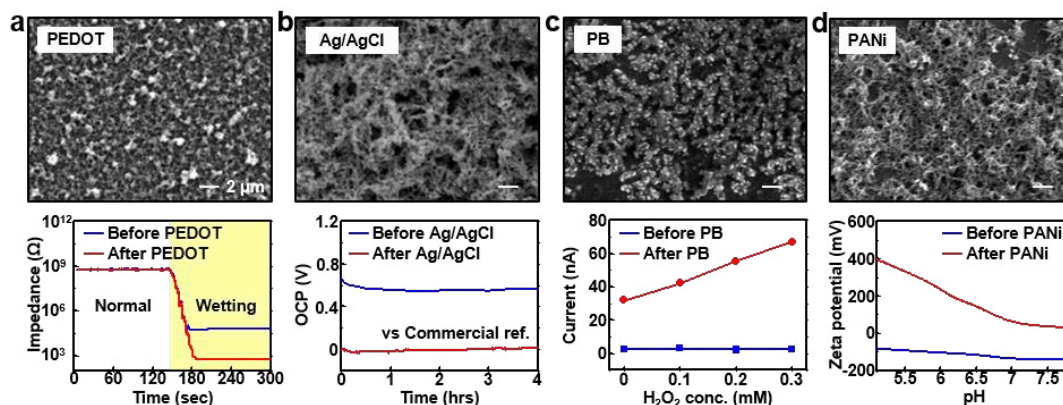 a
PEDOT
2 μm
b
Ag/AgCl
c
PB
d
PANi
Impedance (Ω)
10¹²
10⁹
10⁶
10³
Before PEDOT
After PEDOT
Normal
Wetting
0 60 120 180 240 300
Time (sec)
OCP (V)
1.2
0.6
0
Before Ag/AgCl
After Ag/AgCl
vs Commercial ref.
0 1 2 3 4
Time (hrs)
Current (nA)
80
60
40
20
0
Before PB
After PB
0 0.1 0.2 0.3
H₂O₂ conc. (mM)
Zeta potential (mV)
600
400
200
0
-200
Before PANi
After PANi
5.5 6 6.5 7 7.5
pH